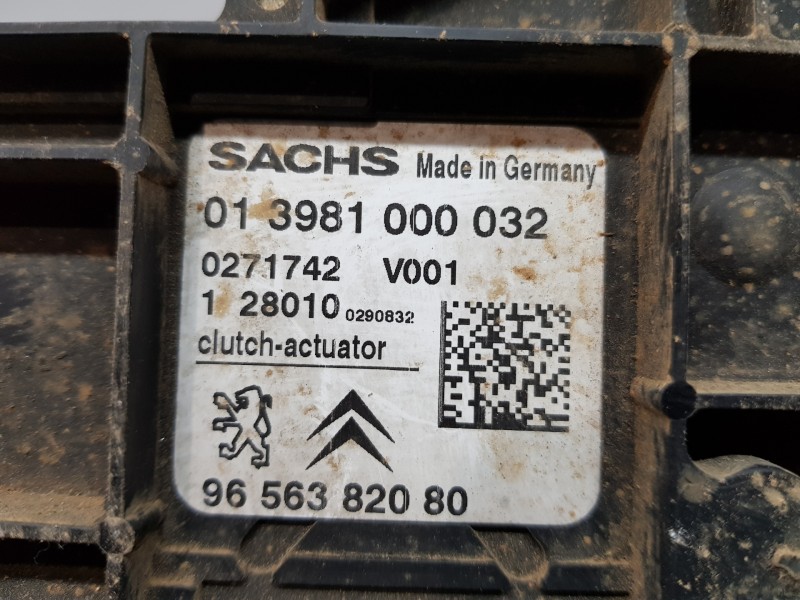 SACHS Made in Germany
01 3981 000 032
0271742 V001
1 28010 0290832
clutch-actuator
96 563 820 80